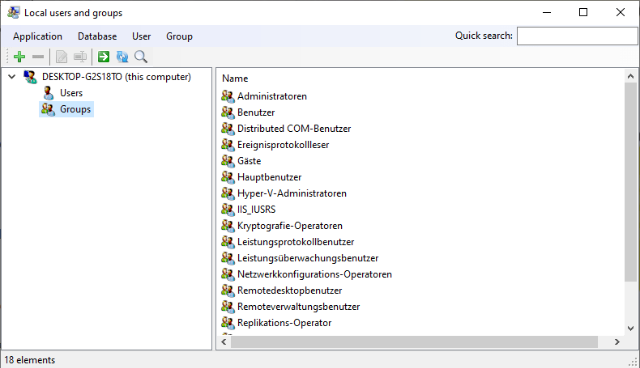 Local users and groups
Application Database User Group Quick search:
DESKTOP-G2S18TO (this computer)
Users
Groups
Name
Administratoren
Benutzer
Distributed COM-Benutzer
Ereignisprotokollleser
Gäste
Hauptbenutzer
Hyper-V-Administratoren
IIS_IUSRS
Kryptografie-Operatoren
Leistungsprotokollbenutzer
Leistungsüberwachungsbenutzer
Netzwerkkonfigurations-Operatoren
Remotedesktopbenutzer
Remoteverwaltungsbenutzer
Replikations-Operator
18 elements